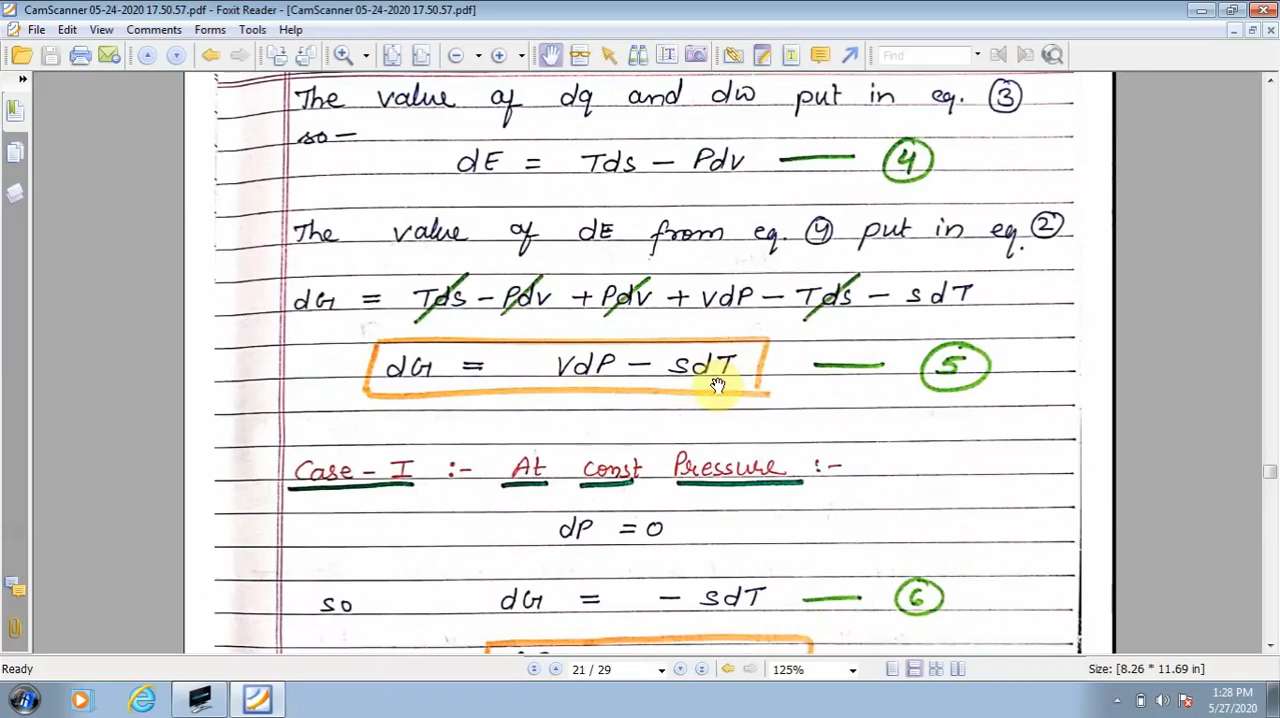 CamScanner 05-24-2020 17.50.57.pdf - Foxit Reader - [CamScanner 05-24-2020 17.50.57.pdf]
File Edit View Comments Forms Tools Help
Find
The value of dq and dw put in eq. ③
so –
dE = Tds – Pdv —— ④
The value of dE from eq. ④ put in eq. ②
dG = Tds – Pdv + Pdv + VdP – Tds – sdT
dG = VdP – sdT —— ⑤
Case – I :- At const Pressure :-
dP = 0
so dG = – sdT —— ⑥
Ready 21 / 29 125% Size: [8.26 * 11.69 in]
1:28 PM
5/27/2020